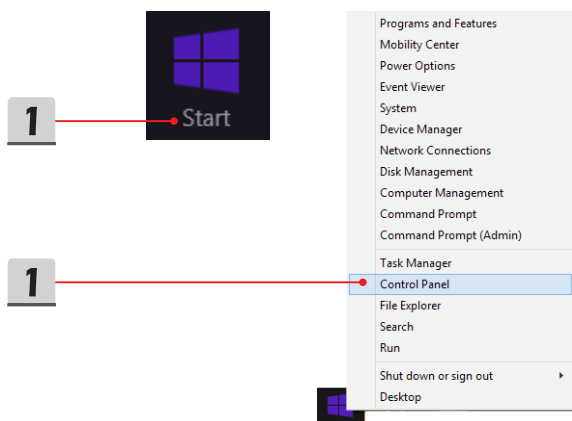 1
Start
Programs and Features
Mobility Center
Power Options
Event Viewer
System
Device Manager
Network Connections
Disk Management
Computer Management
Command Prompt
Command Prompt (Admin)
Task Manager
1
Control Panel
File Explorer
Search
Run
Shut down or sign out
Desktop